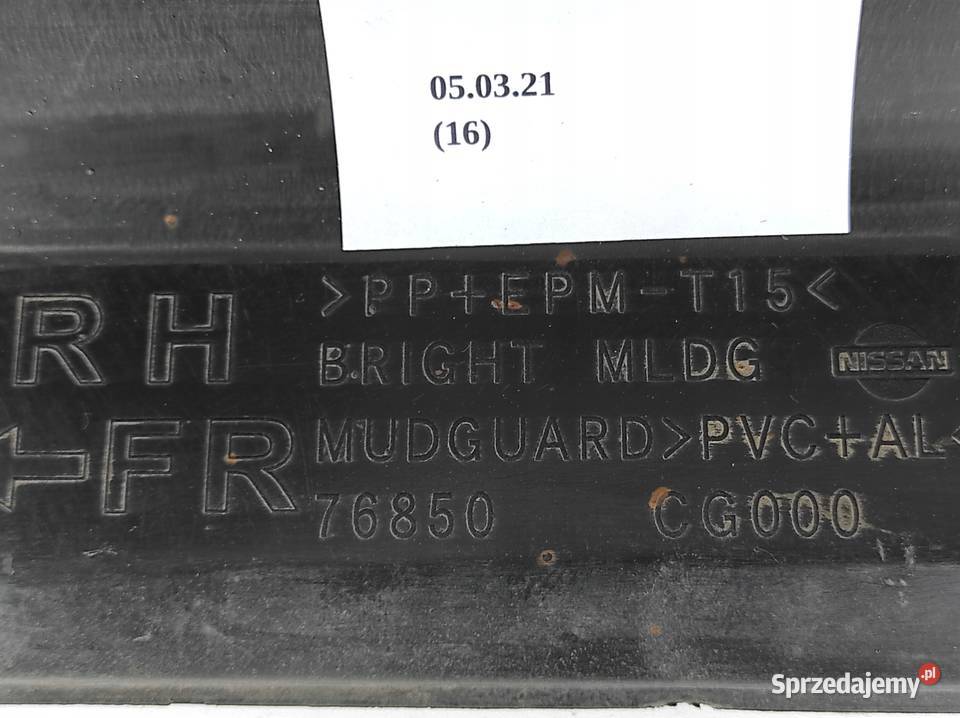 05.03.21
(16)
RH
>PP+EPM-T15<
BRIGHT MLDG
NISSAN
←FR
MUDGUARD>PVC+AL<
76850 CG000
Sprzedajemy.pl